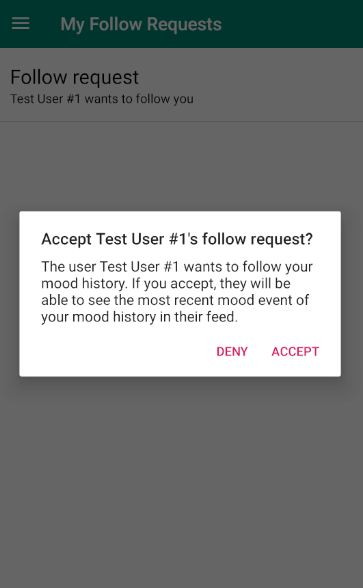 My Follow Requests
Follow request
Test User #1 wants to follow you
Accept Test User #1's follow request?
The user Test User #1 wants to follow your
mood history. If you accept, they will be
able to see the most recent mood event of
your mood history in their feed.
DENY ACCEPT